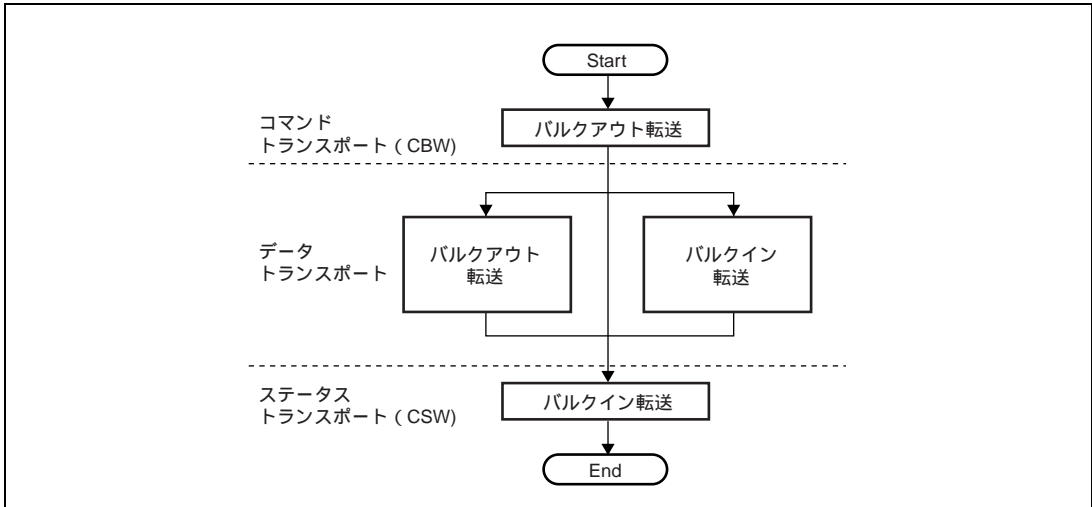 Start
コマンド
トランスポート ( CBW)
バルクアウト転送
データ
トランスポート
バルクアウト
転送
バルクイン
転送
ステータス
トランスポート ( CSW)
バルクイン転送
End